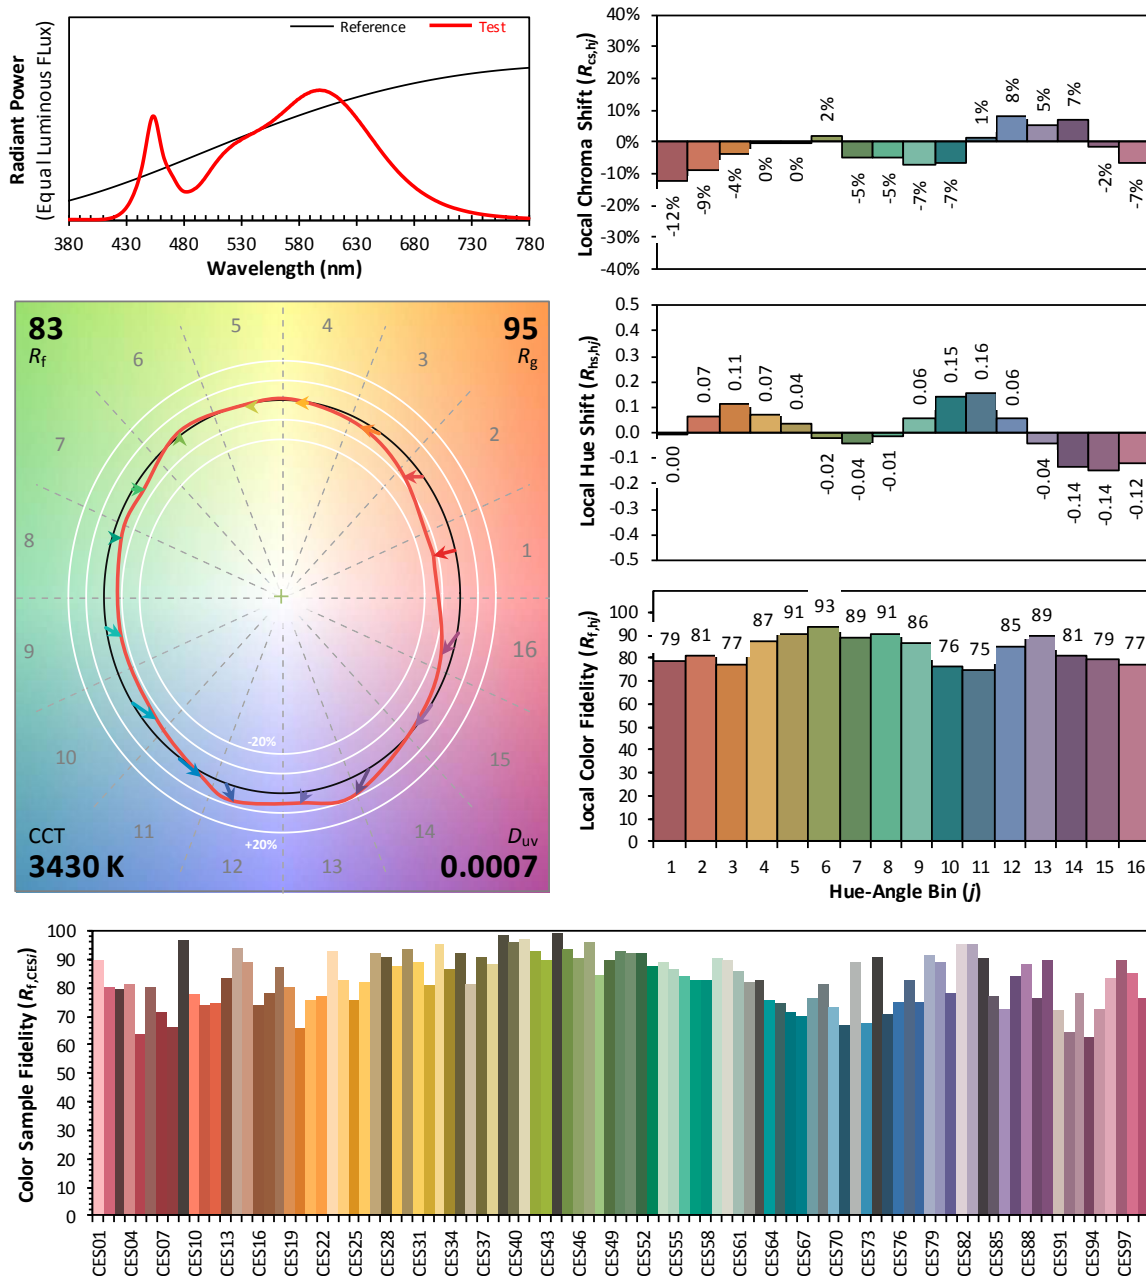 Reference
Test
Radiant Power
(Equal Luminous FLux)
380 430 480 530 580 630 680 730 780
Wavelength (nm)
Local Chroma Shift (Rcs,hj)
40%
30%
20%
10%
0%
-10%
-20%
-30%
-40%
-12% -9% -4% 0% 0% 2% -5% -5% -7% -7% 1% 8% 5% 7% -2% -7%
83
Rf
95
Rg
5 4
6 3
7 2
8 1
9 16
10 15
11 14
12 13
-20%
+20%
CCT
3430 K
Duv
0.0007
Local Hue Shift (Rhs,hj)
0.5
0.4
0.3
0.2
0.1
0.0
-0.1
-0.2
-0.3
-0.4
-0.5
0.00 0.07 0.11 0.07 0.04 -0.02 -0.04 -0.01 0.06 0.15 0.16 0.06 -0.04 -0.14 -0.14 -0.12
Local Color Fidelity (Rf,hj)
100
90
80
70
60
50
40
30
20
10
0
79 81 77 87 91 93 89 91 86 76 75 85 89 81 79 77
1 2 3 4 5 6 7 8 9 10 11 12 13 14 15 16
Hue-Angle Bin (j)
Color Sample Fidelity (Rf,CESi)
100
90
80
70
60
50
40
30
20
10
0
CES01 CES04 CES07 CES10 CES13 CES16 CES19 CES22 CES25 CES28 CES31 CES34 CES37 CES40 CES43 CES46 CES49 CES52 CES55 CES58 CES61 CES64 CES67 CES70 CES73 CES76 CES79 CES82 CES85 CES88 CES91 CES94 CES97